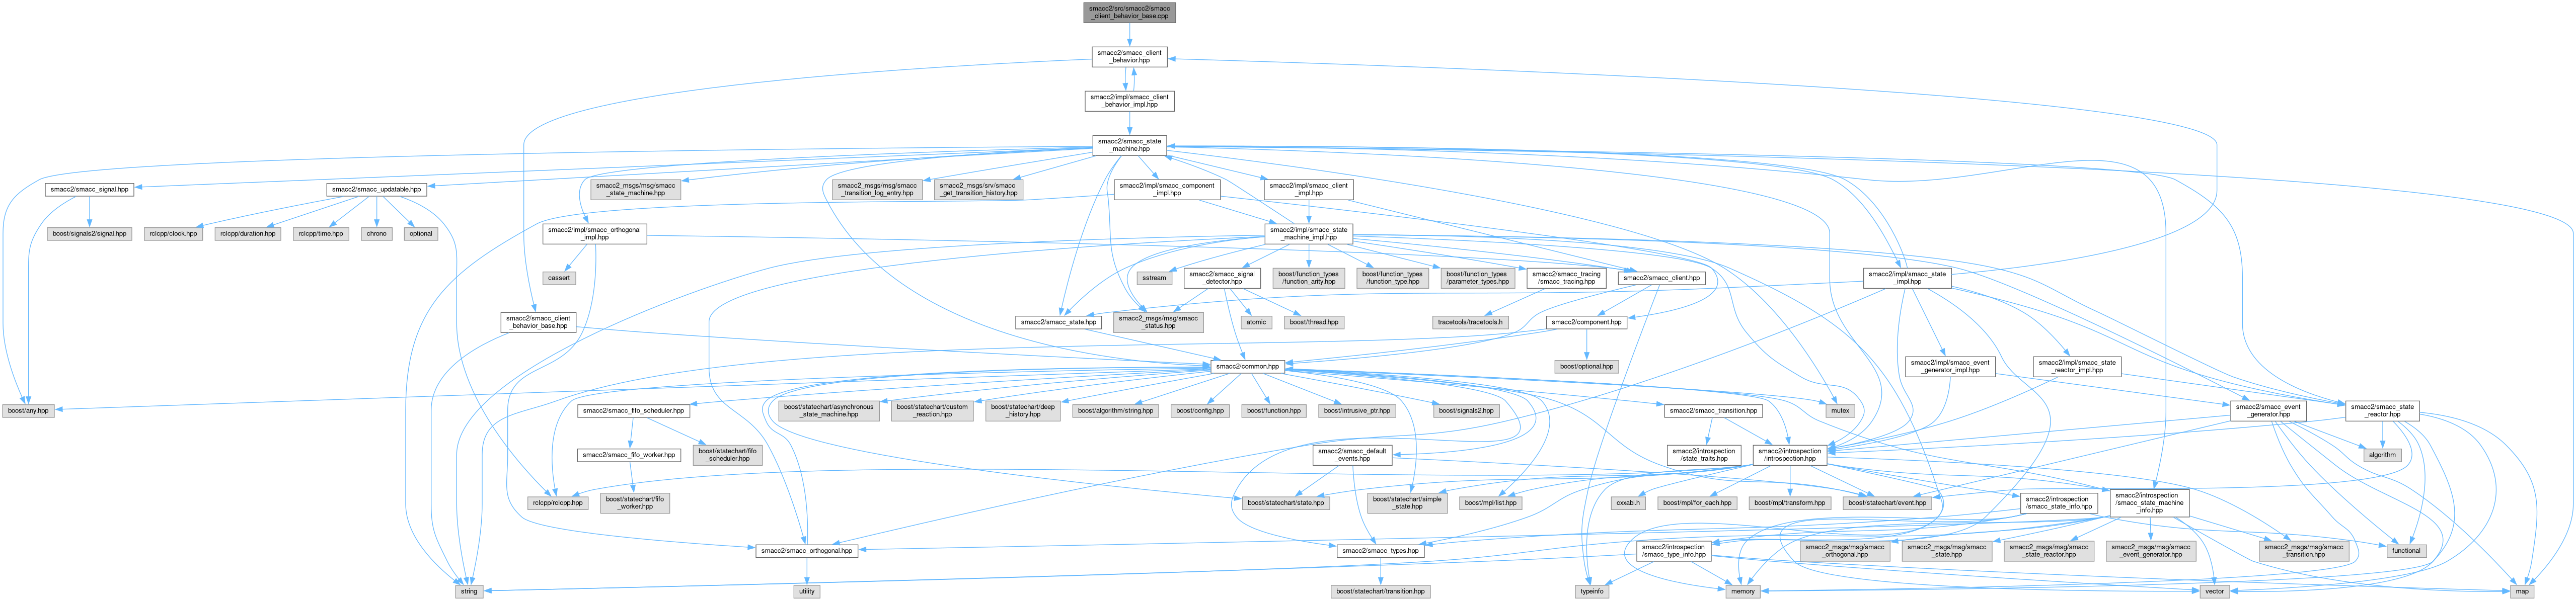 smacc2/src/smacc2/smacc
_client_behavior_base.cpp
smacc2/smacc_client
_behavior.hpp
smacc2/impl/smacc_client
_behavior_impl.hpp
smacc2/smacc_state
_machine.hpp
smacc2/smacc_signal.hpp
smacc2/smacc_updatable.hpp
smacc2_msgs/msg/smacc
_state_machine.hpp
smacc2_msgs/msg/smacc
_transition_log_entry.hpp
smacc2_msgs/srv/smacc
_get_transition_history.hpp
smacc2/impl/smacc_component
_impl.hpp
smacc2/impl/smacc_client
_impl.hpp
boost/signals2/signal.hpp
rclcpp/clock.hpp
rclcpp/duration.hpp
rclcpp/time.hpp
chrono
optional
smacc2/impl/smacc_orthogonal
_impl.hpp
smacc2/impl/smacc_state
_machine_impl.hpp
cassert
sstream
smacc2/smacc_signal
_detector.hpp
boost/function_types
/function_arity.hpp
boost/function_types
/function_type.hpp
boost/function_types
/parameter_types.hpp
smacc2/smacc_tracing
/smacc_tracing.hpp
smacc2/smacc_client.hpp
smacc2/impl/smacc_state
_impl.hpp
smacc2/smacc_client
_behavior_base.hpp
smacc2/smacc_state.hpp
smacc2_msgs/msg/smacc
_status.hpp
atomic
boost/thread.hpp
tracetools/tracetools.h
smacc2/component.hpp
smacc2/common.hpp
boost/optional.hpp
smacc2/impl/smacc_event
_generator_impl.hpp
smacc2/impl/smacc_state
_reactor_impl.hpp
boost/any.hpp
smacc2/smacc_fifo_scheduler.hpp
boost/statechart/asynchronous
_state_machine.hpp
boost/statechart/custom
_reaction.hpp
boost/statechart/deep
_history.hpp
boost/algorithm/string.hpp
boost/config.hpp
boost/function.hpp
boost/intrusive_ptr.hpp
boost/signals2.hpp
smacc2/smacc_transition.hpp
mutex
smacc2/smacc_event
_generator.hpp
smacc2/smacc_state
_reactor.hpp
smacc2/smacc_fifo_worker.hpp
boost/statechart/fifo
_scheduler.hpp
smacc2/smacc_default
_events.hpp
smacc2/introspection
/state_traits.hpp
smacc2/introspection
/introspection.hpp
algorithm
rclcpp/rclcpp.hpp
boost/statechart/fifo
_worker.hpp
boost/statechart/state.hpp
boost/statechart/simple
_state.hpp
boost/mpl/list.hpp
cxxabi.h
boost/mpl/for_each.hpp
boost/mpl/transform.hpp
boost/statechart/event.hpp
smacc2/introspection
/smacc_state_info.hpp
smacc2/introspection
/smacc_state_machine
_info.hpp
smacc2/smacc_orthogonal.hpp
smacc2/smacc_types.hpp
smacc2/introspection
/smacc_type_info.hpp
smacc2_msgs/msg/smacc
_orthogonal.hpp
smacc2_msgs/msg/smacc
_state.hpp
smacc2_msgs/msg/smacc
_state_reactor.hpp
smacc2_msgs/msg/smacc
_event_generator.hpp
smacc2_msgs/msg/smacc
_transition.hpp
functional
string
utility
boost/statechart/transition.hpp
typeinfo
memory
vector
map